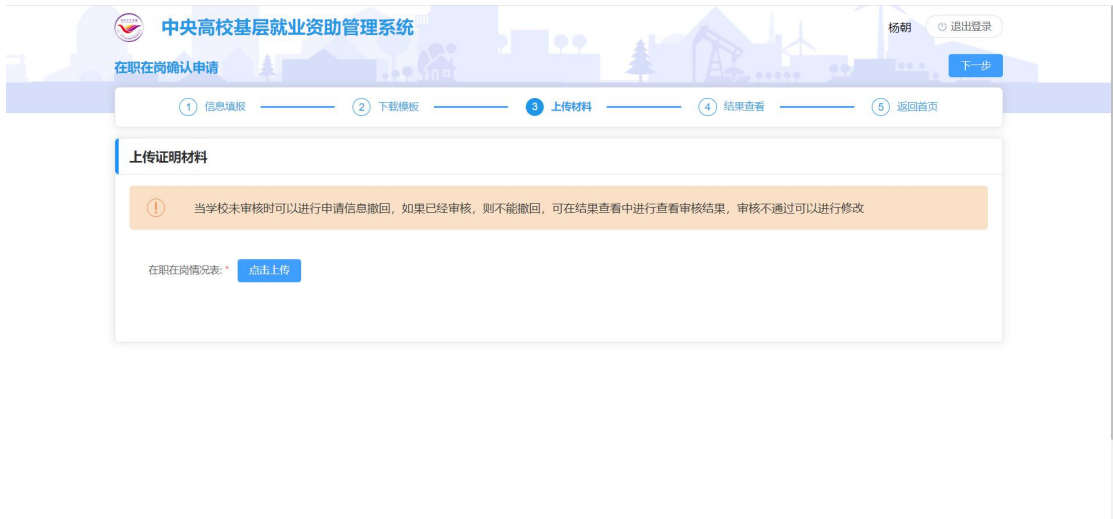 中央高校基层就业资助管理系统
杨朝
退出登录
在职在岗确认申请
下一步
1 信息填报
2 下载模板
3 上传材料
4 结果查看
5 返回首页
上传证明材料
当学校未审核时可以进行申请信息撤回，如果已经审核，则不能撤回，可在结果查看中进行查看审核结果，审核不通过可以进行修改
在职在岗情况表: *
点击上传